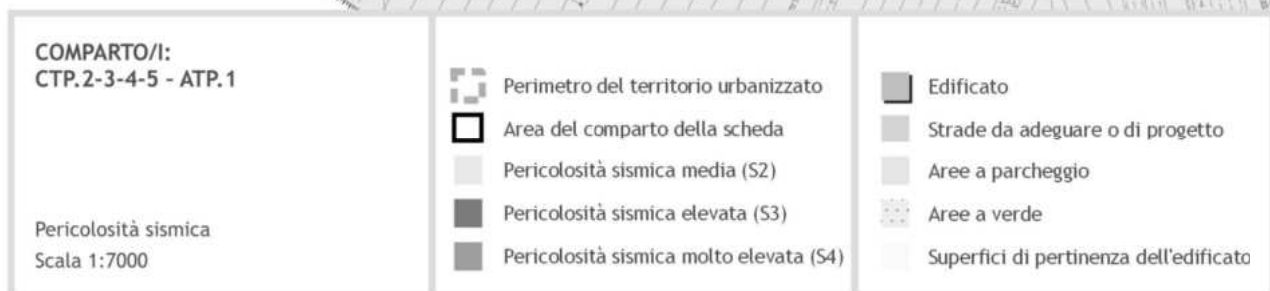 COMPARTO/I:
CTP.2-3-4-5 - ATP.1
Pericolosità sismica
Scala 1:7000
Perimetro del territorio urbanizzato
Area del comparto della scheda
Pericolosità sismica media (S2)
Pericolosità sismica elevata (S3)
Pericolosità sismica molto elevata (S4)
Edificato
Strade da adeguare o di progetto
Aree a parcheggio
Aree a verde
Superfici di pertinenza dell'edificato